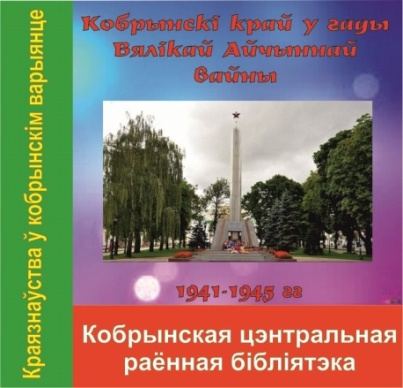 Краязнаўства ў кобрынскім варыянце
Кобрынскі край у гады
Вялікай Айчыннай
вайны
1941-1945 гг
Кобрынская цэнтральная
раённая бібліятэка